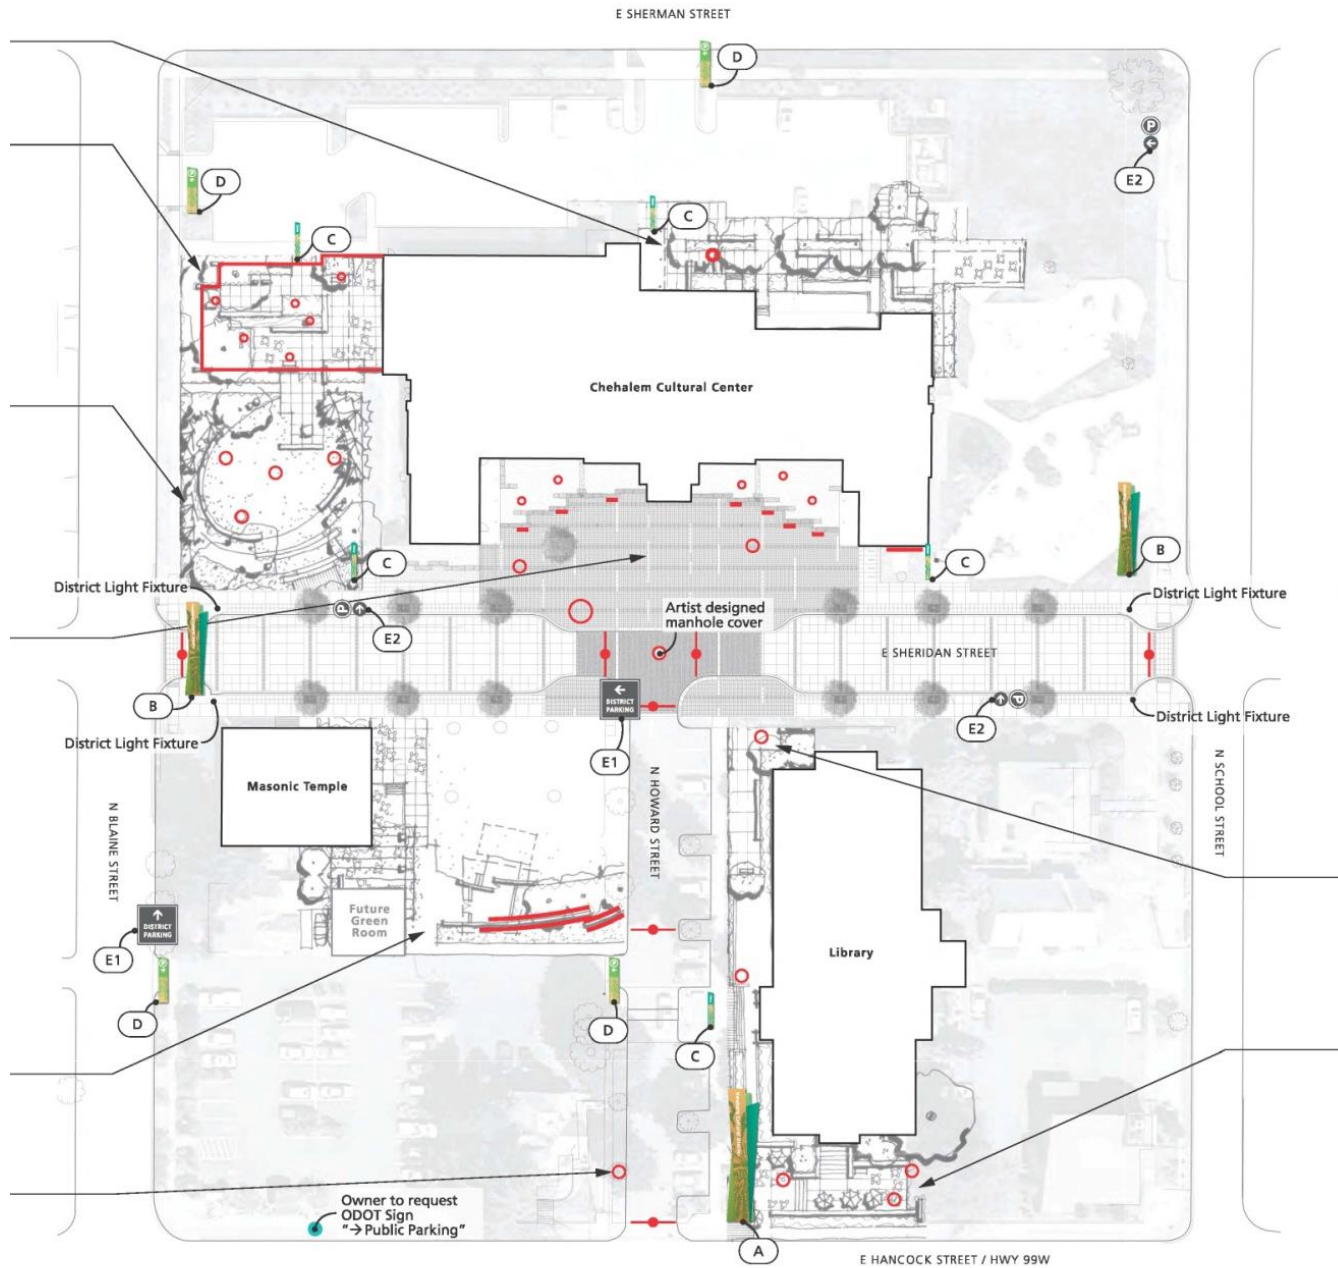 E SHERMAN STREET
D
P
E2
D
C
C
Chehalem Cultural Center
B
C
C
District Light Fixture
District Light Fixture
P
E2
Artist designed
manhole cover
E SHERIDAN STREET
B
DISTRICT
PARKING
E1
E2
P
District Light Fixture
District Light Fixture
Masonic Temple
N HOWARD STREET
N SCHOOL STREET
N BLAINE STREET
Future
Green
Room
DISTRICT
PARKING
E1
Library
D
D
C
Owner to request
ODOT Sign
"→Public Parking"
A
E HANCOCK STREET / HWY 99W